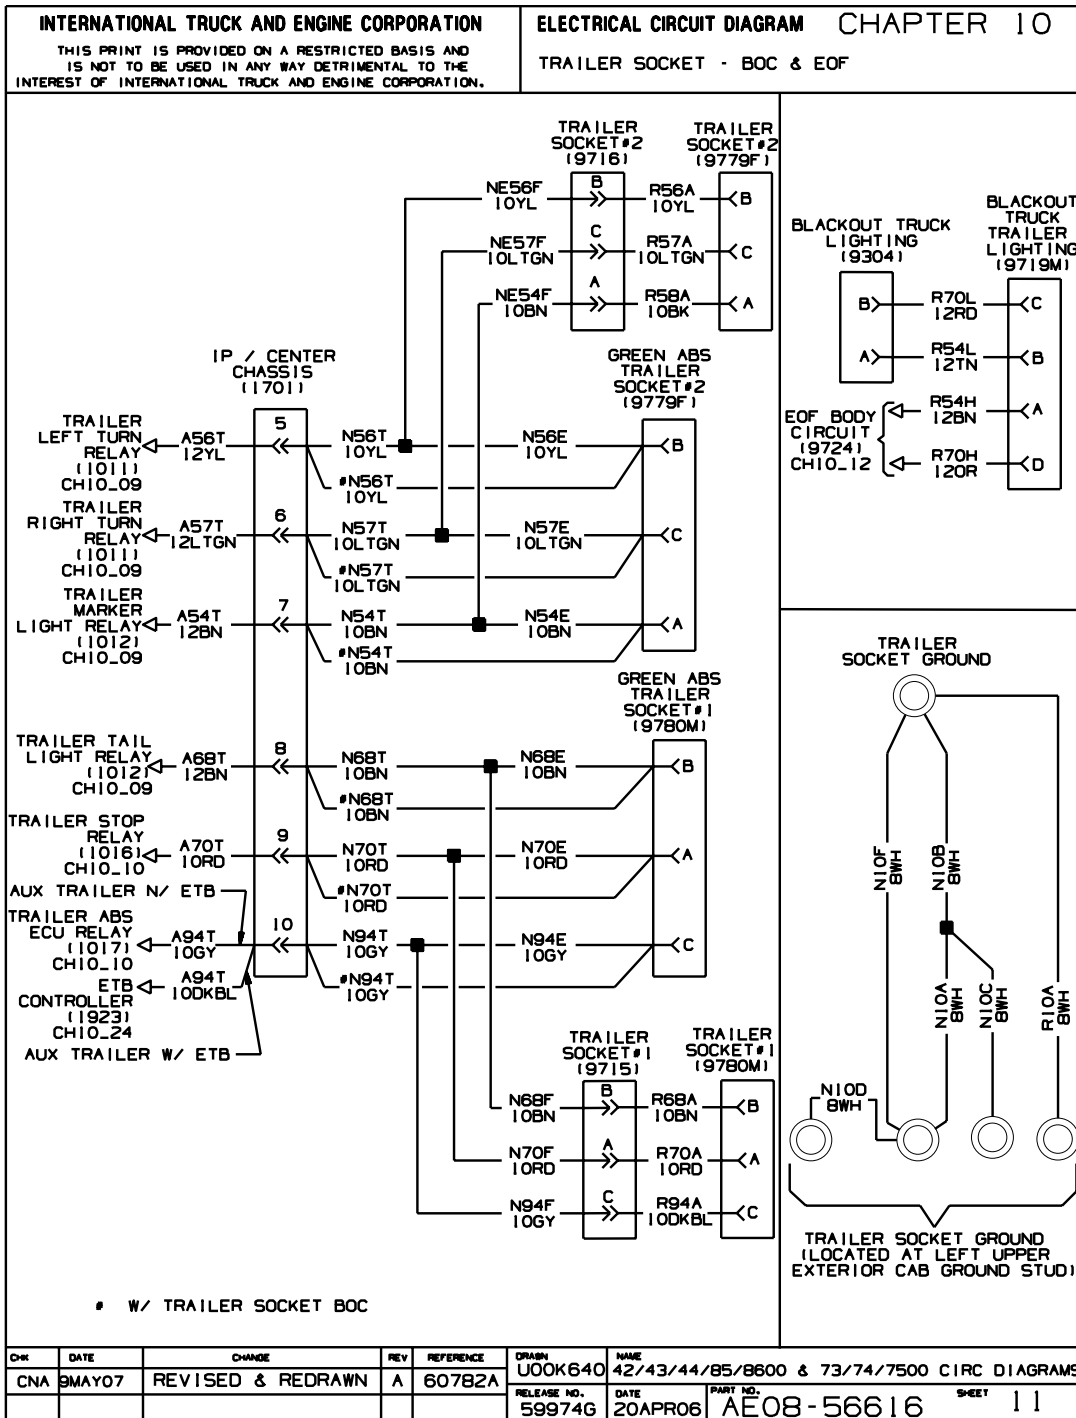 INTERNATIONAL TRUCK AND ENGINE CORPORATION
THIS PRINT IS PROVIDED ON A RESTRICTED BASIS AND
IS NOT TO BE USED IN ANY WAY DETRIMENTAL TO THE
INTEREST OF INTERNATIONAL TRUCK AND ENGINE CORPORATION.
ELECTRICAL CIRCUIT DIAGRAM CHAPTER 10
TRAILER SOCKET - BOC & EOF
TRAILER
SOCKET#2
(9716)
TRAILER
SOCKET#2
(9779F)
NE56F
10YL
B
R56A
10YL
B
NE57F
10LTGN
C
R57A
10LTGN
C
NE54F
10BN
A
R58A
10BK
A
IP / CENTER
CHASSIS
(1701)
GREEN ABS
TRAILER
SOCKET#2
(9779F)
TRAILER
LEFT TURN
RELAY
(1011)
CH10_09
A56T
12YL
5
N56T
10YL
N56E
10YL
B
#N56T
10YL
TRAILER
RIGHT TURN
RELAY
(1011)
CH10_09
A57T
12LTGN
6
N57T
10LTGN
N57E
10LTGN
C
#N57T
10LTGN
TRAILER
MARKER
LIGHT RELAY
(1012)
CH10_09
A54T
12BN
7
N54T
10BN
N54E
10BN
A
#N54T
10BN
GREEN ABS
TRAILER
SOCKET#1
(9780M)
TRAILER TAIL
LIGHT RELAY
(1012)
CH10_09
A68T
12BN
8
N68T
10BN
N68E
10BN
B
#N68T
10BN
TRAILER STOP
RELAY
(1016)
CH10_10
A70T
10RD
9
N70T
10RD
N70E
10RD
A
#N70T
10RD
AUX TRAILER N/ ETB
TRAILER ABS
ECU RELAY
(1017)
CH10_10
A94T
10GY
10
N94T
10GY
N94E
10GY
C
#N94T
10GY
ETB
CONTROLLER
(1923)
CH10_24
A94T
10DKBL
AUX TRAILER W/ ETB
TRAILER
SOCKET#1
(9715)
TRAILER
SOCKET#1
(9780M)
N68F
10BN
B
R68A
10BN
B
N70F
10RD
A
R70A
10RD
A
N94F
10GY
C
R94A
10DKBL
C
# W/ TRAILER SOCKET BOC
BLACKOUT TRUCK
LIGHTING
(9304)
BLACKOUT
TRUCK
TRAILER
LIGHTING
(9719M)
B
R70L
12RD
C
A
R54L
12TN
B
EOF BODY
CIRCUIT
(9724)
CH10_12
R54H
12BN
A
R70H
12OR
D
TRAILER
SOCKET GROUND
N10F
8WH
N10B
8WH
N10A
8WH
N10C
8WH
R10A
8WH
N10D
8WH
TRAILER SOCKET GROUND
(LOCATED AT LEFT UPPER
EXTERIOR CAB GROUND STUD)
CHK DATE CHANGE REV REFERENCE
CNA 9MAY07 REVISED & REDRAWN A 60782A
DRAWN
U00K640
NAME
42/43/44/85/8600 & 73/74/7500 CIRC DIAGRAMS
RELEASE NO.
59974G
DATE
20APR06
PART NO.
AE08-56616
SHEET 11